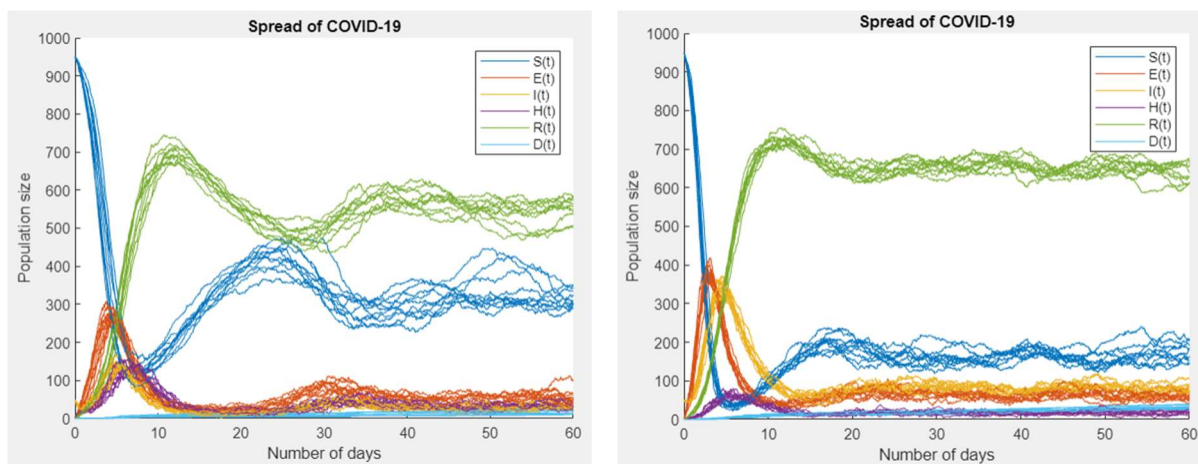 Spread of COVID-19
Population size
1000
900
800
700
600
500
400
300
200
100
0
0 10 20 30 40 50 60
Number of days
S(t)
E(t)
I(t)
H(t)
R(t)
D(t)
Spread of COVID-19
Population size
1000
900
800
700
600
500
400
300
200
100
0
0 10 20 30 40 50 60
Number of days
S(t)
E(t)
I(t)
H(t)
R(t)
D(t)